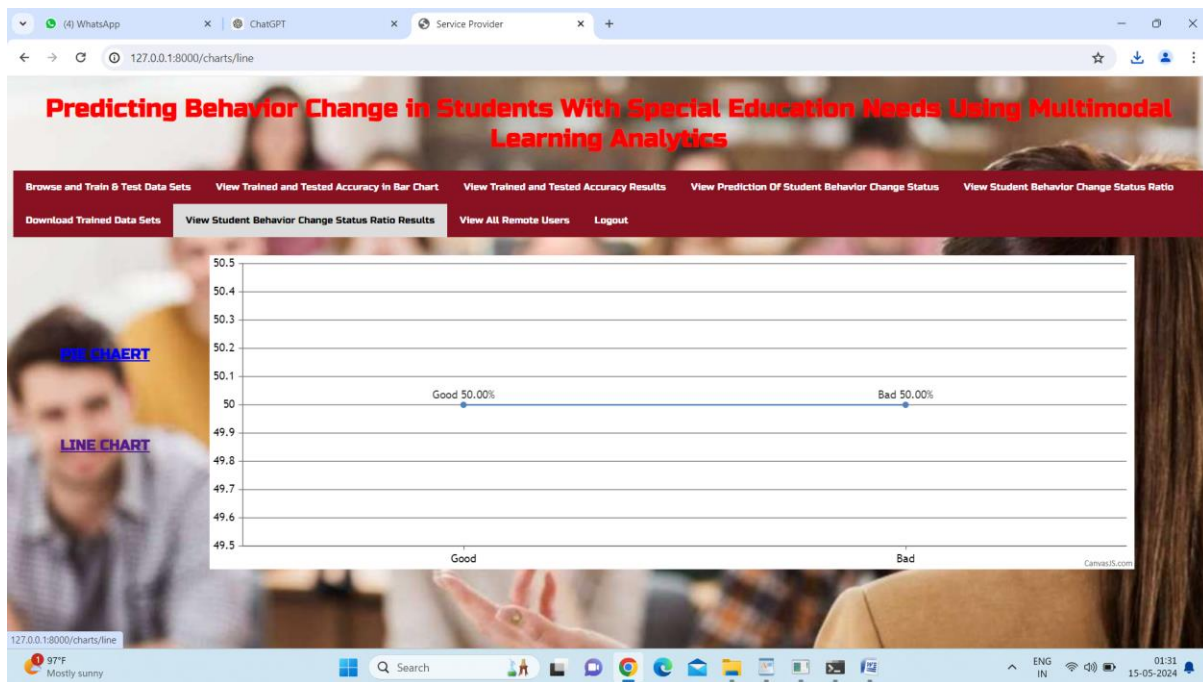 (4) WhatsApp
ChatGPT
Service Provider
127.0.0.1:8000/charts/line
Predicting Behavior Change in Students With Special Education Needs Using Multimodal
Learning Analytics
Browse and Train & Test Data Sets View Trained and Tested Accuracy in Bar Chart View Trained and Tested Accuracy Results View Prediction Of Student Behavior Change Status View Student Behavior Change Status Ratio
Download Trained Data Sets View Student Behavior Change Status Ratio Results View All Remote Users Logout
PIE CHAERT
LINE CHART
50.5
50.4
50.3
50.2
50.1
50
49.9
49.8
49.7
49.6
49.5
Good 50.00% Bad 50.00%
Good Bad
CanvasJS.com
127.0.0.1:8000/charts/line
1
97°F
Mostly sunny
Search
ENG
IN
01:31
15-05-2024